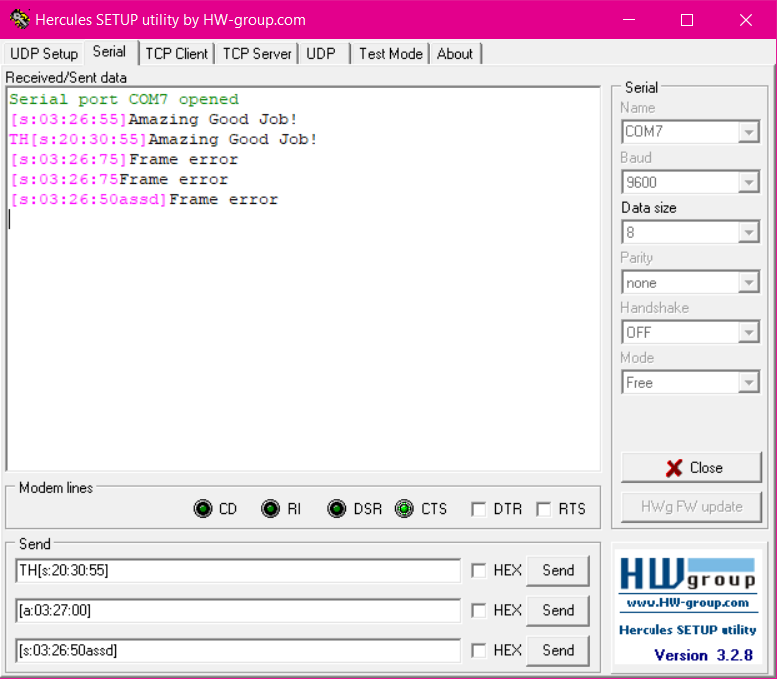 Hercules SETUP utility by HW-group.com
UDP Setup Serial TCP Client TCP Server UDP Test Mode About
Received/Sent data
Serial port COM7 opened
[s:03:26:55]Amazing Good Job!
TH[s:20:30:55]Amazing Good Job!
[s:03:26:75]Frame error
[s:03:26:75Frame error
[s:03:26:50assd]Frame error
Serial
Name
COM7
Baud
9600
Data size
8
Parity
none
Handshake
OFF
Mode
Free
Close
HWg FW update
Modem lines
CD RI DSR CTS DTR RTS
Send
TH[s:20:30:55] HEX Send
[a:03:27:00] HEX Send
[s:03:26:50assd] HEX Send
HW group
www.HW-group.com
Hercules SETUP utility
Version 3.2.8